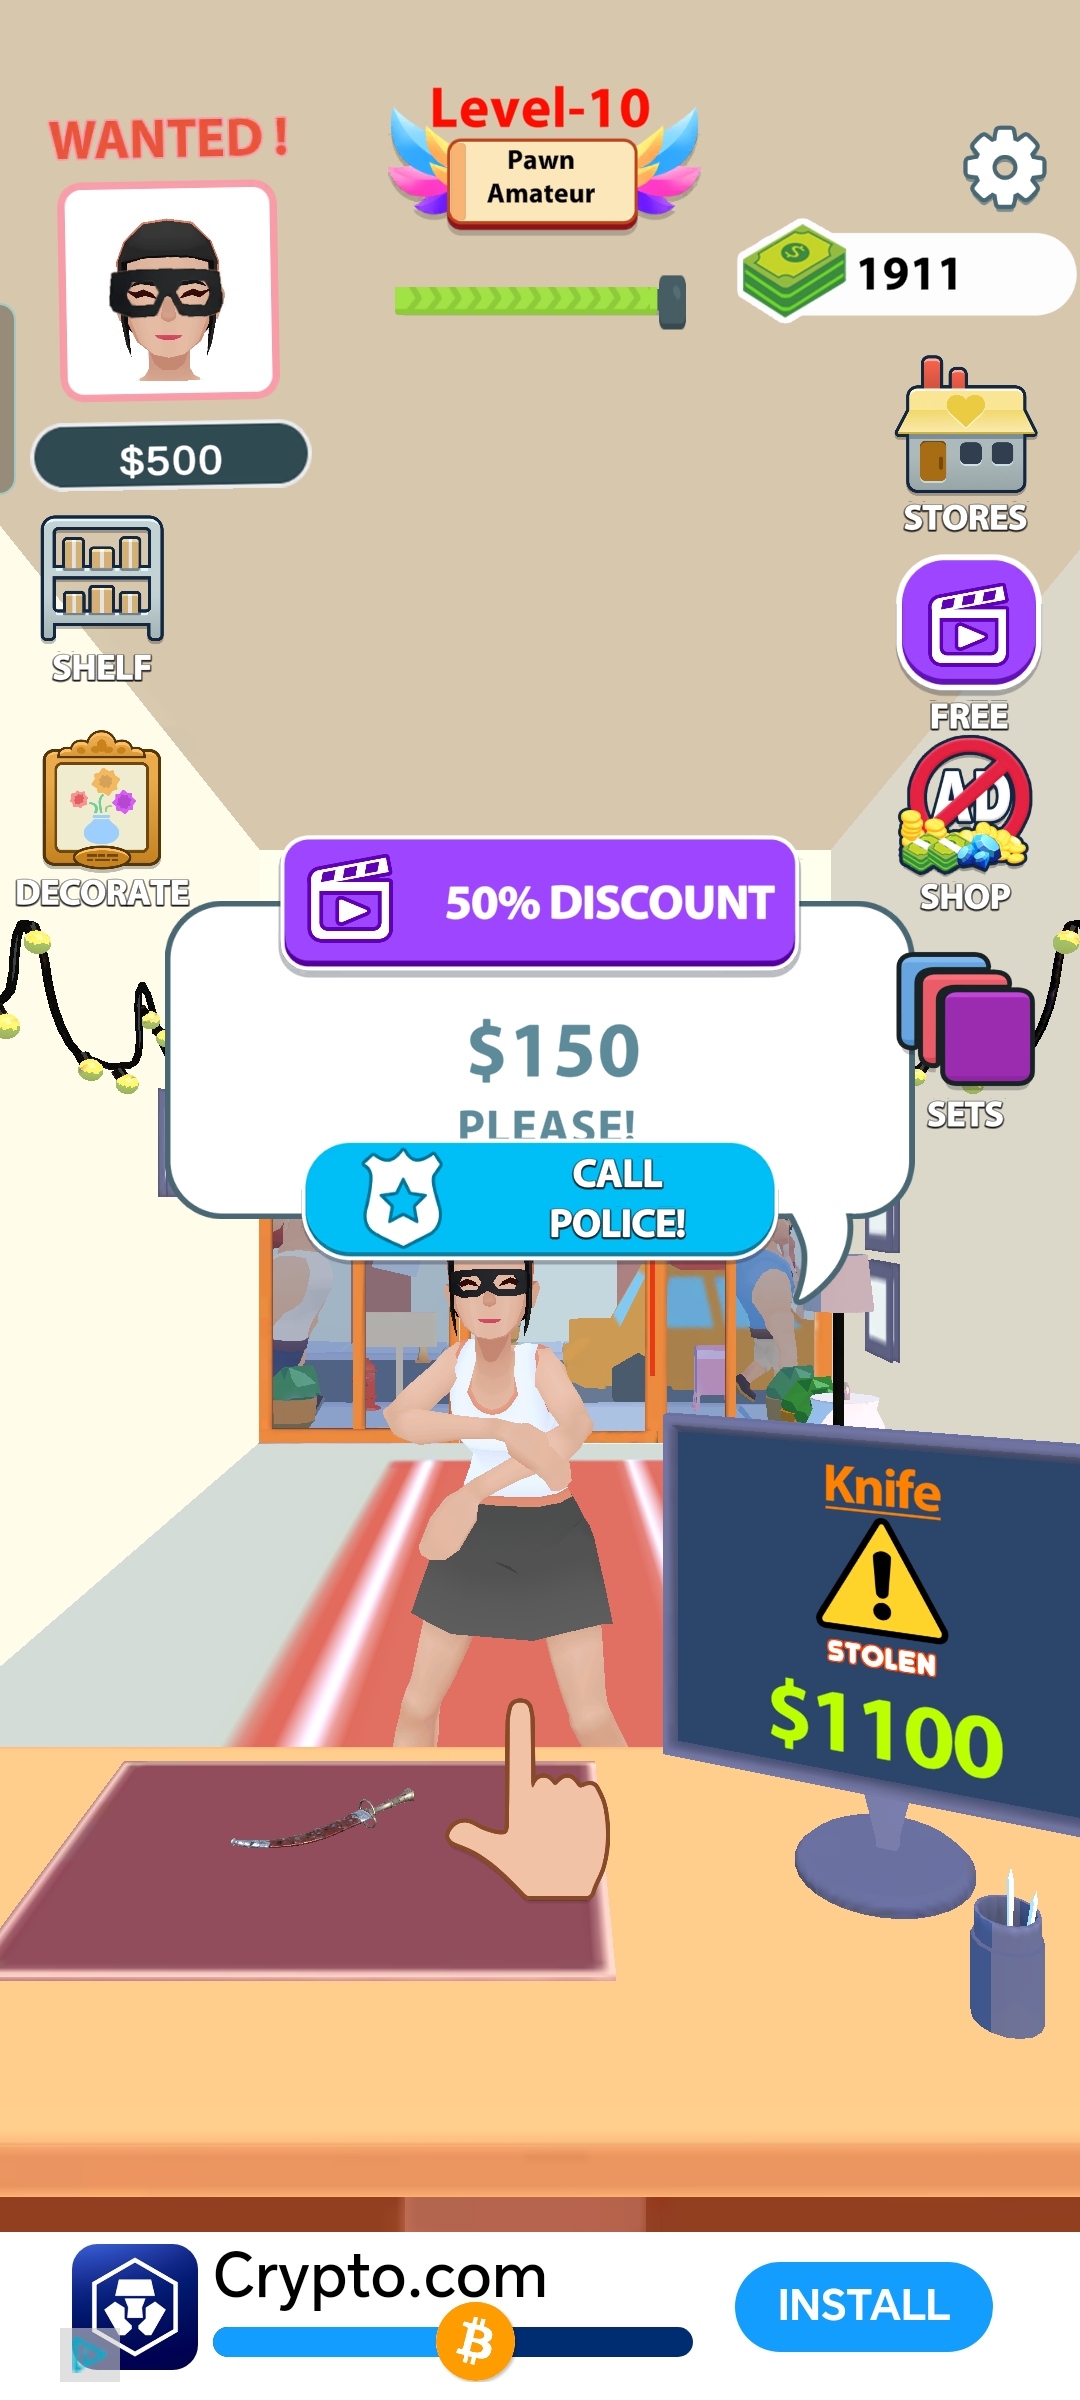 Level-10
WANTED !
Pawn
Amateur
1911
$500
STORES
SHELF
FREE
AD
DECORATE
SHOP
50% DISCOUNT
$150
PLEASE!
SETS
CALL
POLICE!
Knife
STOLEN
$1100
Crypto.com
INSTALL